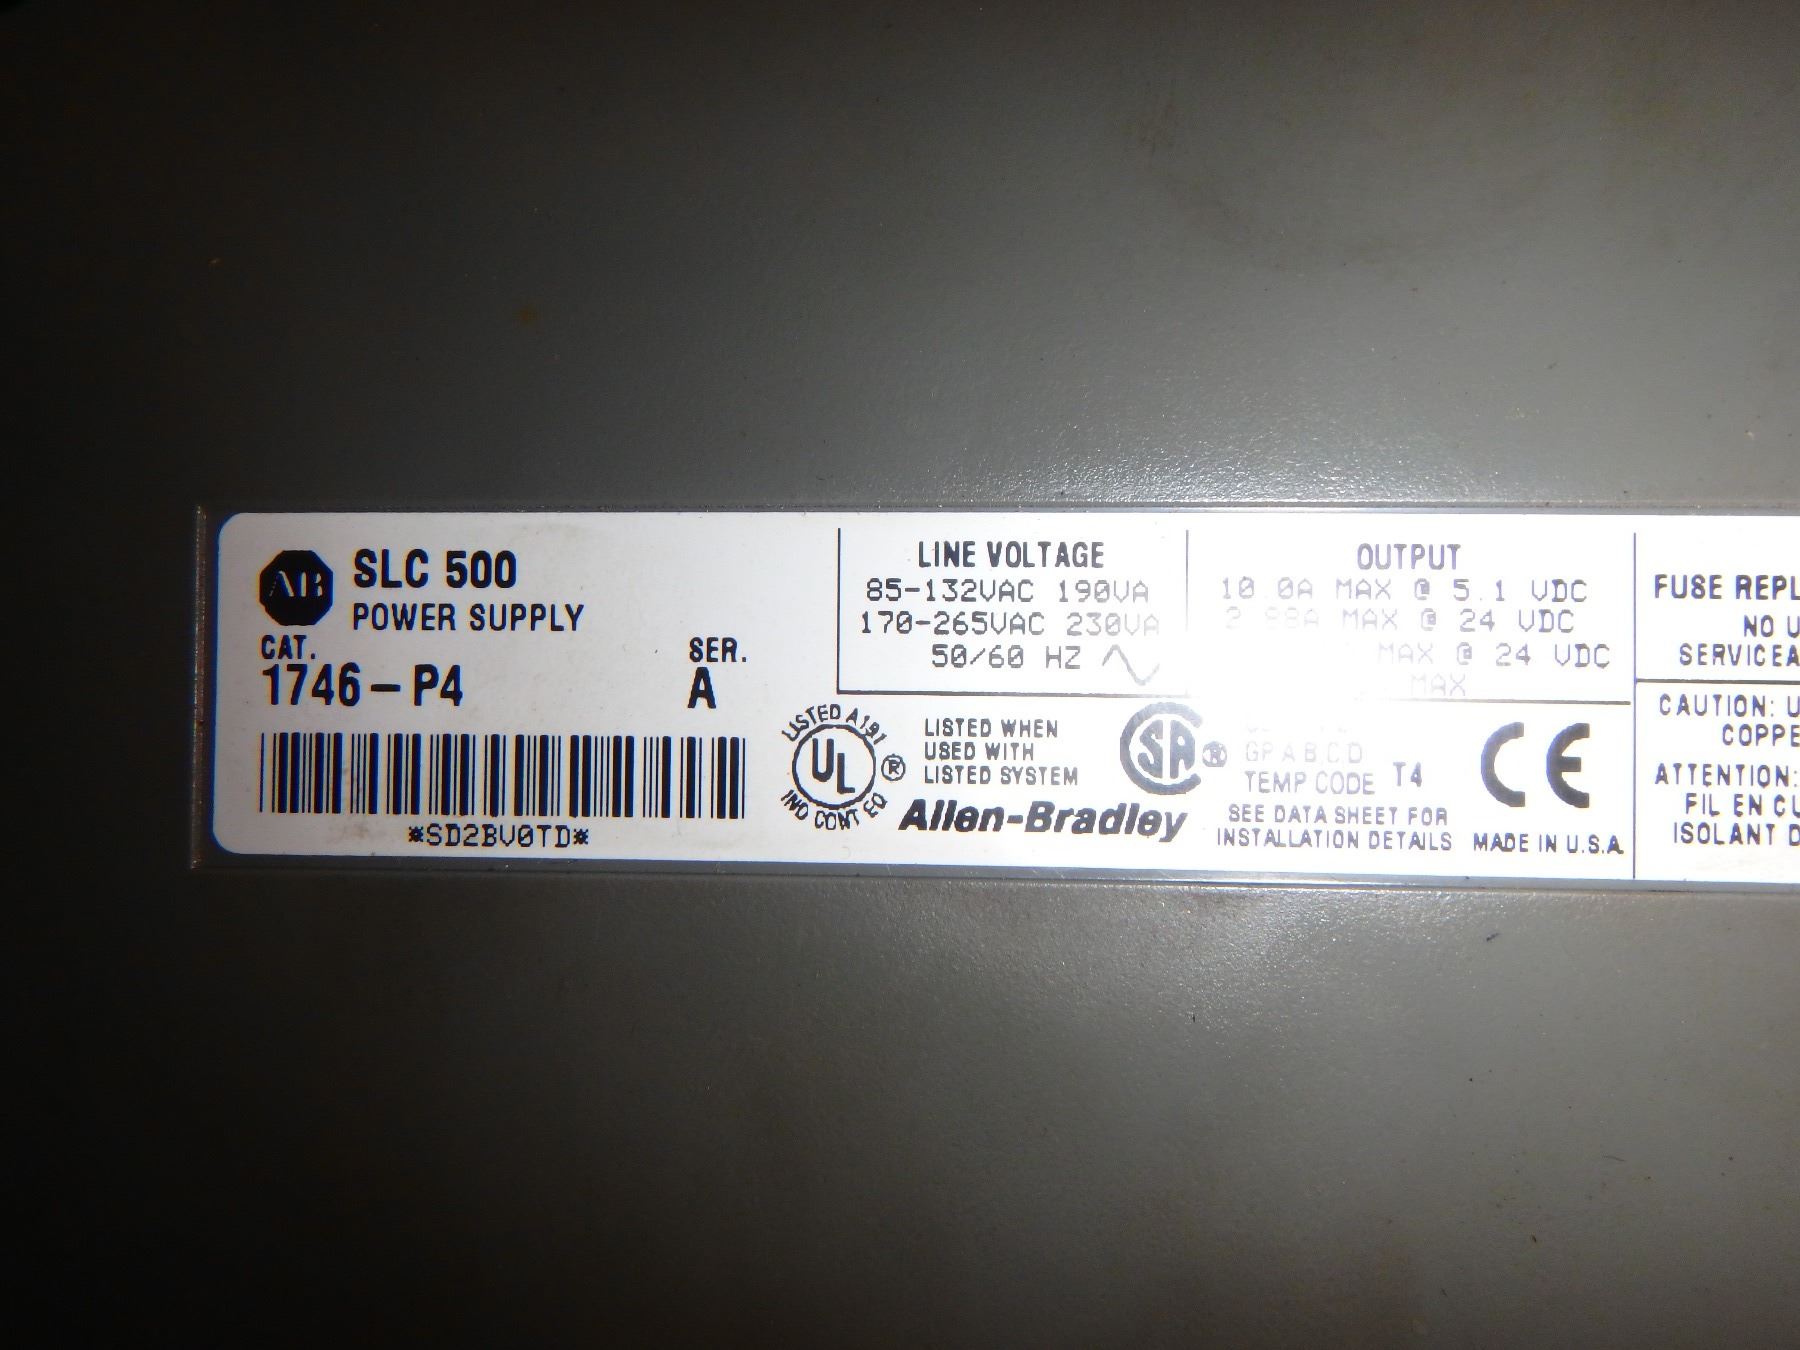 AB
SLC 500
POWER SUPPLY
CAT.
1746-P4
SER.
A
*SD2BV0TD*
LINE VOLTAGE
85-132VAC 190VA
170-265VAC 230VA
50/60 HZ
OUTPUT
10.0A MAX @ 5.1 VDC
MAX @ 24 VDC
MAX @ 24 VDC
MAX
LISTED A191
UL ®
IND CONT EQ
LISTED WHEN
USED WITH
LISTED SYSTEM
Allen-Bradley
SA ®
GP A,B,C,D
TEMP CODE T4
SEE DATA SHEET FOR
INSTALLATION DETAILS
CE
MADE IN U.S.A.
FUSE REPL
NO U
SERVICEA
CAUTION: U
COPPE
ATTENTION:
FIL EN CU
ISOLANT D